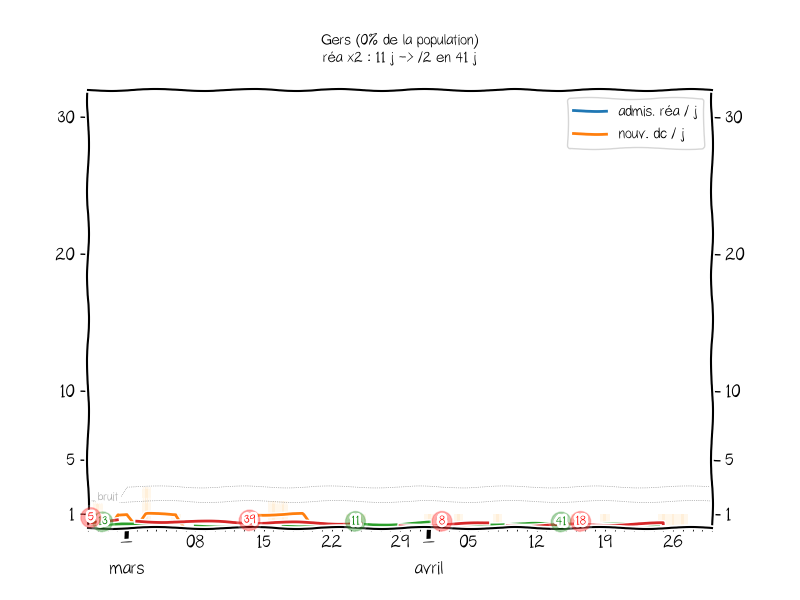 Gers (0% de la population)
réa x2 : 11 j -> /2 en 41 j
admis. réa / j
nouv. dc / j
30 30
20 20
10 10
5 5
bruit
1 1
5 13 39 11 8 41 18
08 15 22 29 05 12 19 26
mars avril